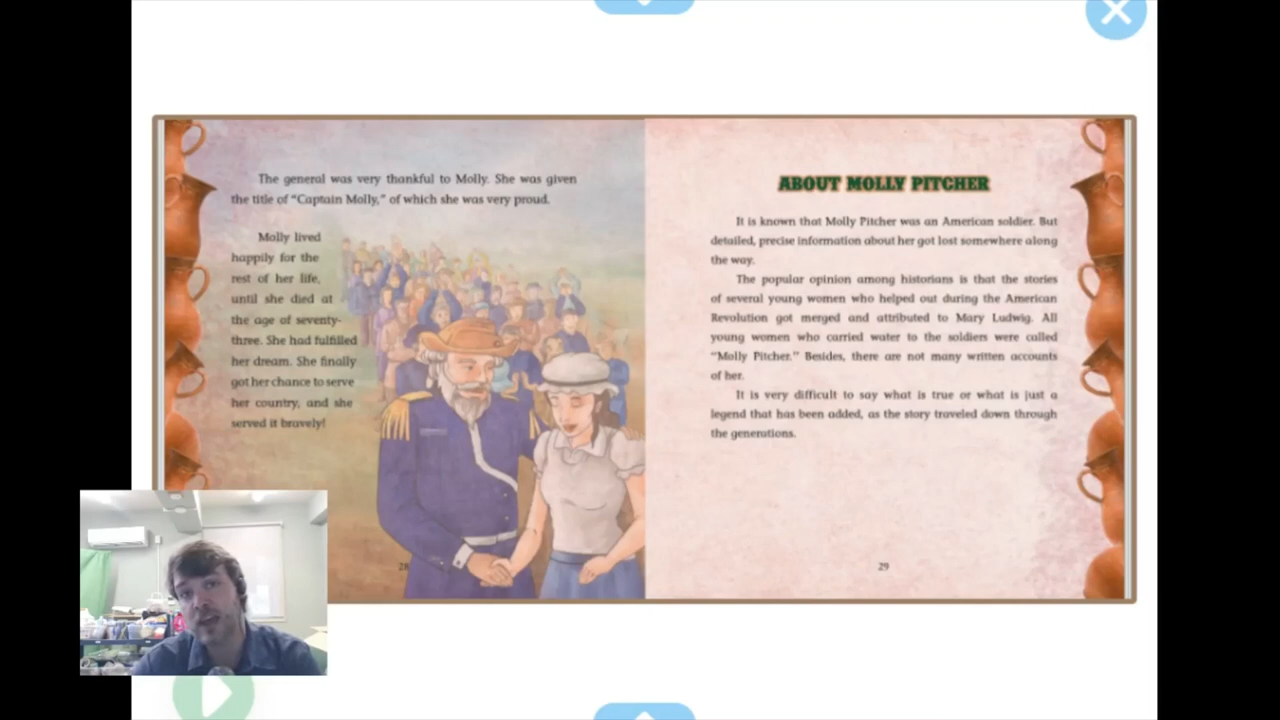 The general was very thankful to Molly. She was given
the title of "Captain Molly," of which she was very proud.
Molly lived
happily for the
rest of her life,
until she died at
the age of seventy-
three. She had fulfilled
her dream. She finally
got her chance to serve
her country, and she
served it bravely!
28
ABOUT MOLLY PITCHER
It is known that Molly Pitcher was an American soldier. But
detailed, precise information about her got lost somewhere along
the way.
The popular opinion among historians is that the stories
of several young women who helped out during the American
Revolution got merged and attributed to Mary Ludwig. All
young women who carried water to the soldiers were called
"Molly Pitcher." Besides, there are not many written accounts
of her.
It is very difficult to say what is true or what is just a
legend that has been added, as the story traveled down through
the generations.
29